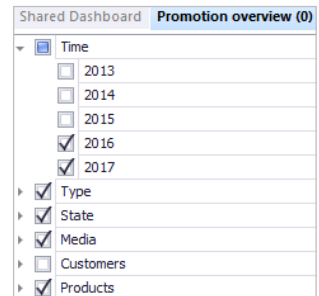 Shared Dashboard Promotion overview (0)
Time
2013
2014
2015
2016
2017
Type
State
Media
Customers
Products